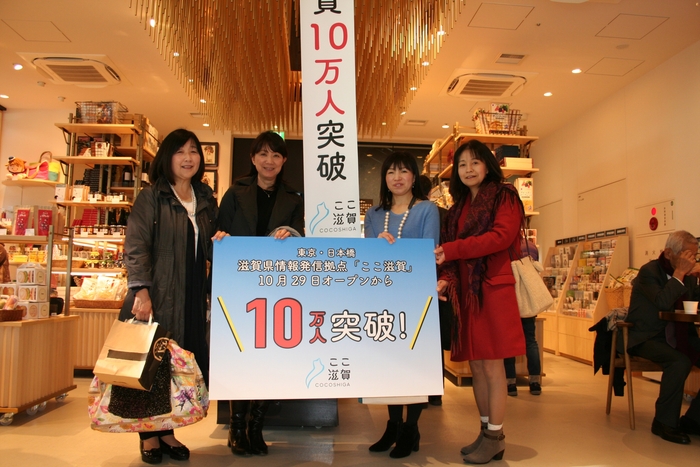 賀10万人突破
ここ
滋賀
COCOSHIGA
東京・日本橋
滋賀県情報発信拠点「ここ滋賀」
10月29日オープンから
10万人突破!
ここ
滋賀
COCOSHIGA